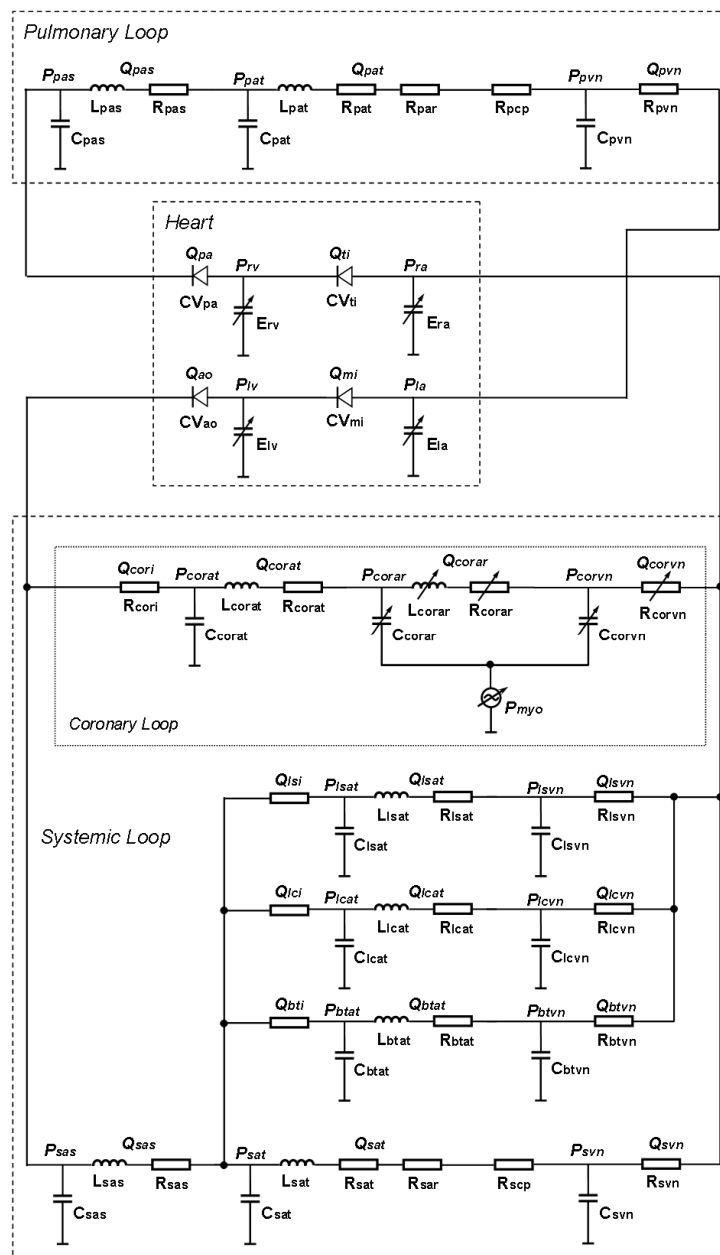 Pulmonary Loop
Qpas Qpat Qpvn
Ppas Ppat Ppvn
Lpas Rpas Lpat Rpat Rpar Rpcp Rpvn
Cpas Cpat Cpvn
Heart
Qpa Prv Qti Pra
CVpa CVti
Erv Era
Qao Plv Qmi Pla
CVao CVmi
Elv Ela
Qcori Pcorat Qcorat Pcorar Qcorar Pcorvn Qcorvn
Rcori Lcorat Rcorat Lcorar Rcorar Rcorvn
Ccorat Ccorar Ccorvn
Pmyo
Coronary Loop
Qlsi Plsat Qlsat Plsvn Qlsvn
Llsat Rlsat Rlsvn
Clsat Clsvn
Systemic Loop
Qlci Plcat Qlcat Plcvn Qlcvn
Llcat Rlcat Rlcvn
Clcat Clcvn
Qbti Pbtat Qbtat Pbtvn Qbtvn
Lbtat Rbtat Rbtvn
Cbtat Cbtvn
Psas Qsas Psat Qsat Psvn Qsvn
Lsas Rsas Lsat Rsat Rsar Rscp Rsvn
Csas Csat Csvn